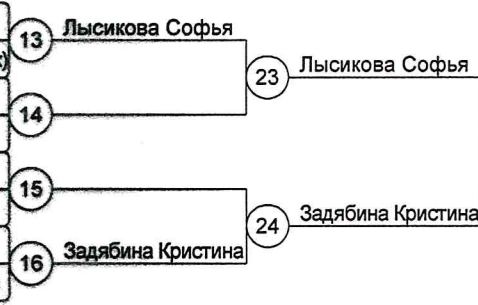 13 Лысикова Софья
23 Лысикова Софья
14
15
24 Задябина Кристина
16 Задябина Кристина